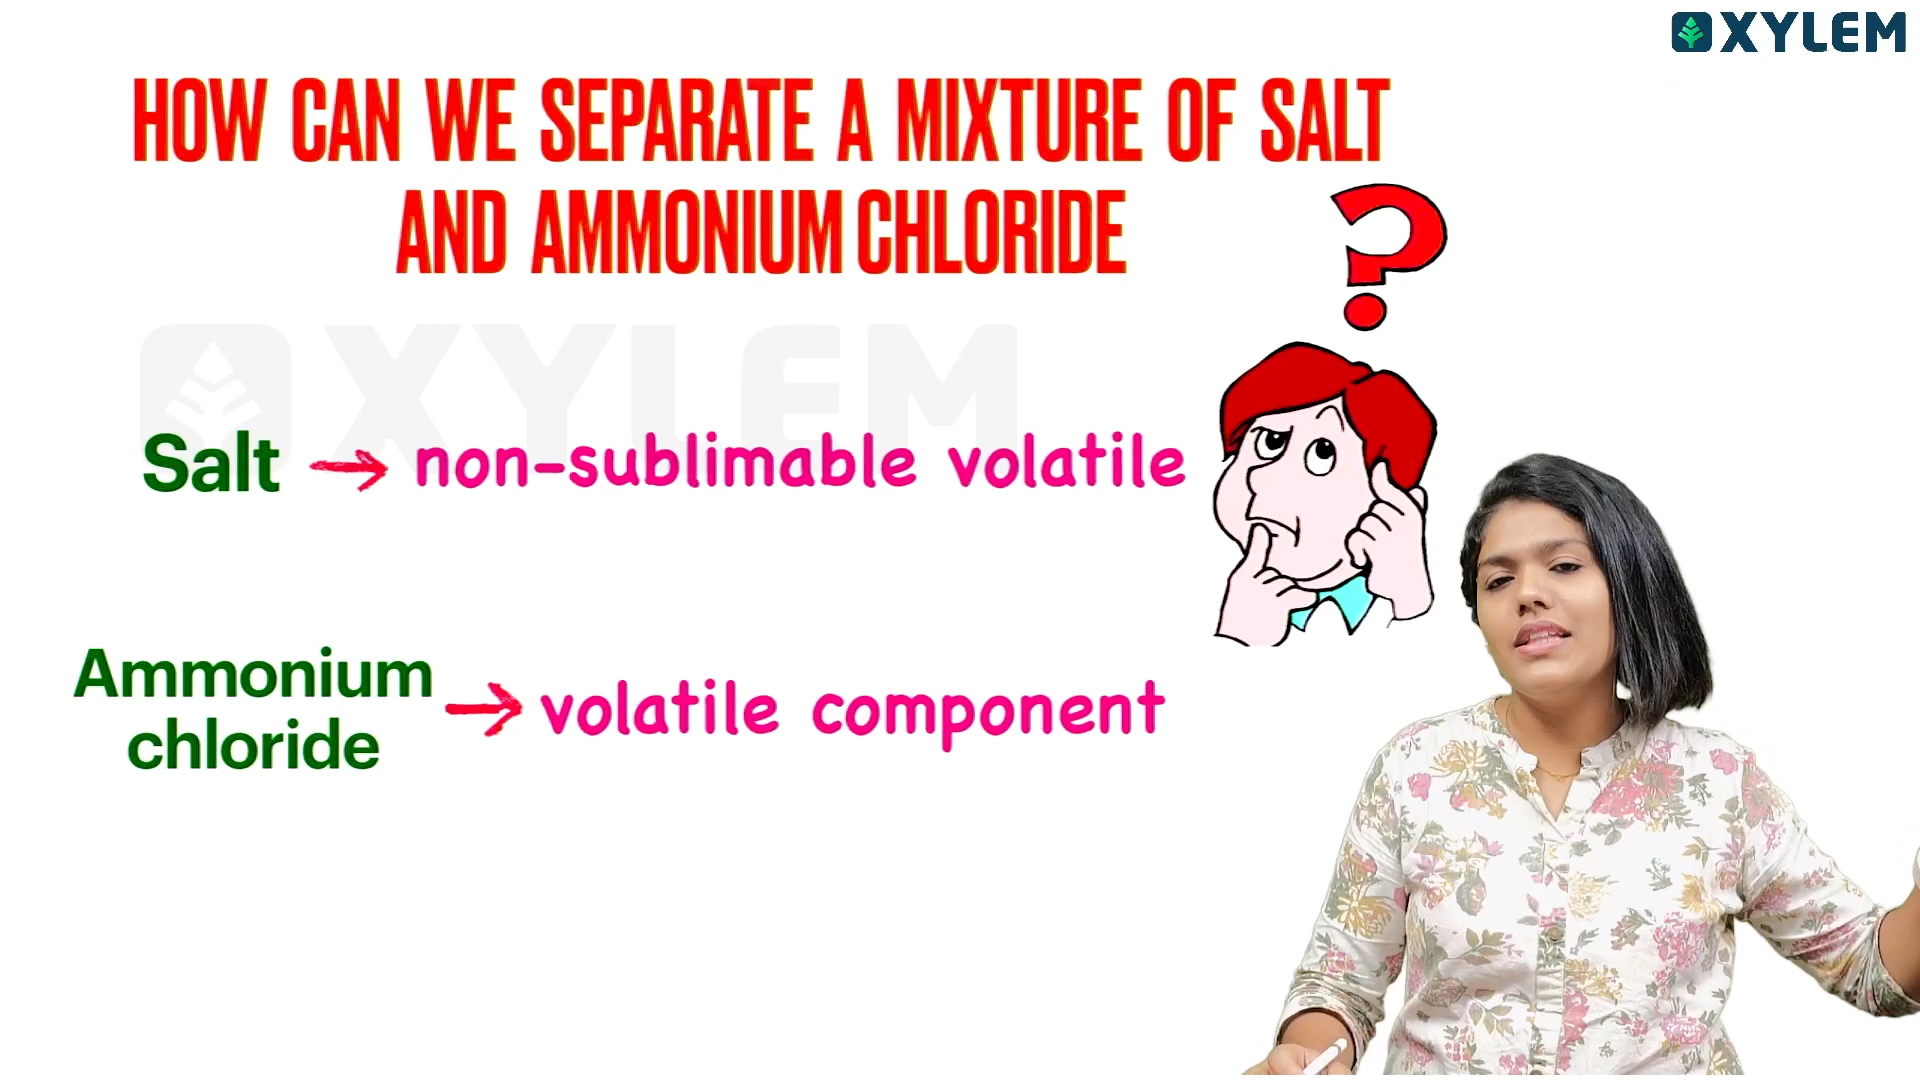 XYLEM
HOW CAN WE SEPARATE A MIXTURE OF SALT
AND AMMONIUM CHLORIDE
?
XYLEM
Salt → non-sublimable volatile
Ammonium
chloride → volatile component